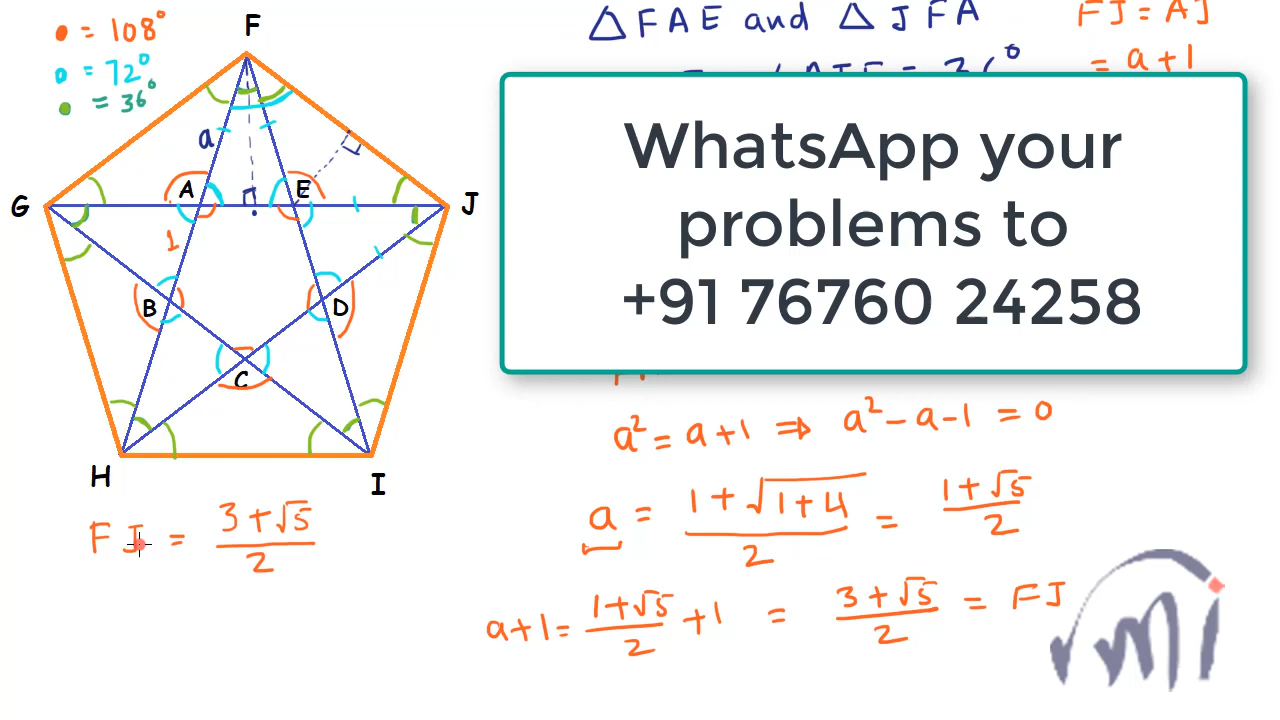 = 108°
= 72°
= 36°
F
a
G
A
E
J
1
B
D
C
H
I
FJ = 3+√5/2
△ FAE and △ JFA
FJ = AJ
= a+1
= 36°
WhatsApp your
problems to
+91 76760 24258
a² = a+1 ⇒ a² - a - 1 = 0
a = 1+√1+4/2 = 1+√5/2
a+1 = 1+√5/2 + 1 = 3+√5/2 = FJ
rmi